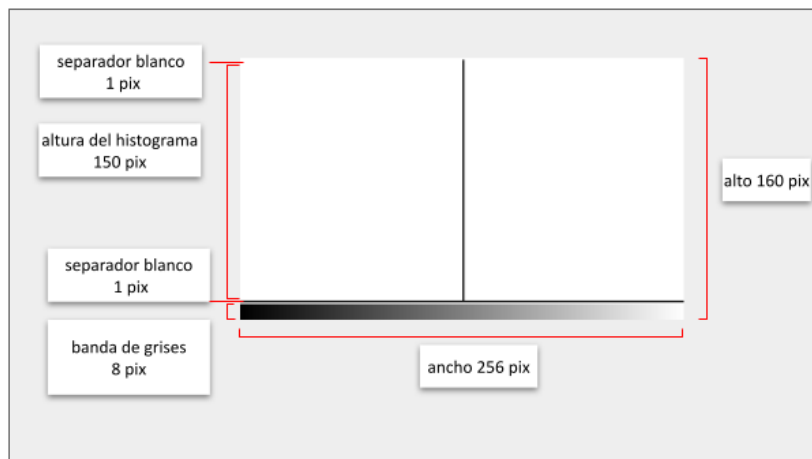 separador blanco
1 pix
altura del histograma
150 pix
alto 160 pix
separador blanco
1 pix
banda de grises
8 pix
ancho 256 pix